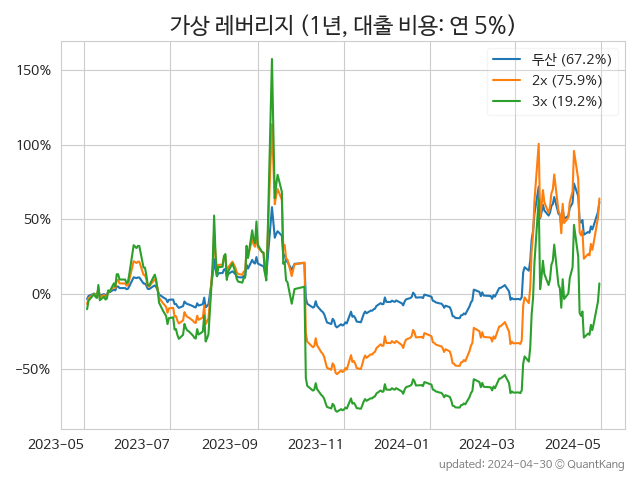 가상 레버리지 (1년, 대출 비용: 연 5%)
두산 (67.2%)
2x (75.9%)
3x (19.2%)
150%
100%
50%
0%
−50%
2023-05
2023-07
2023-09
2023-11
2024-01
2024-03
2024-05
updated: 2024-04-30 © QuantKang